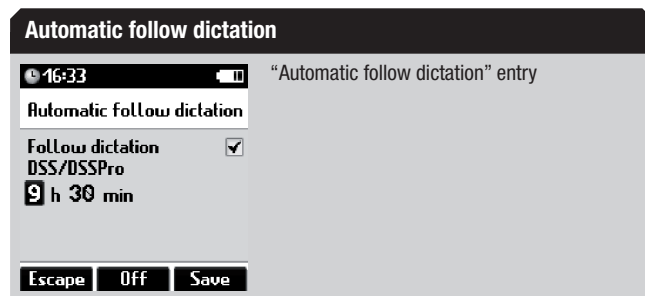 Automatic follow dictation
16:33
“Automatic follow dictation” entry
Automatic follow dictation
Follow dictation
DSS/DSSPro
9 h 30 min
Escape Off Save